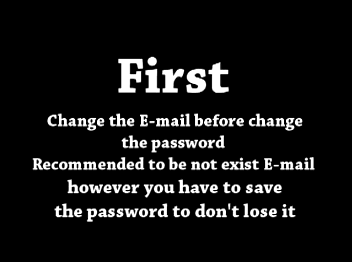 First
Change the E-mail before change
the password
Recommended to be not exist E-mail
however you have to save
the password to don't lose it